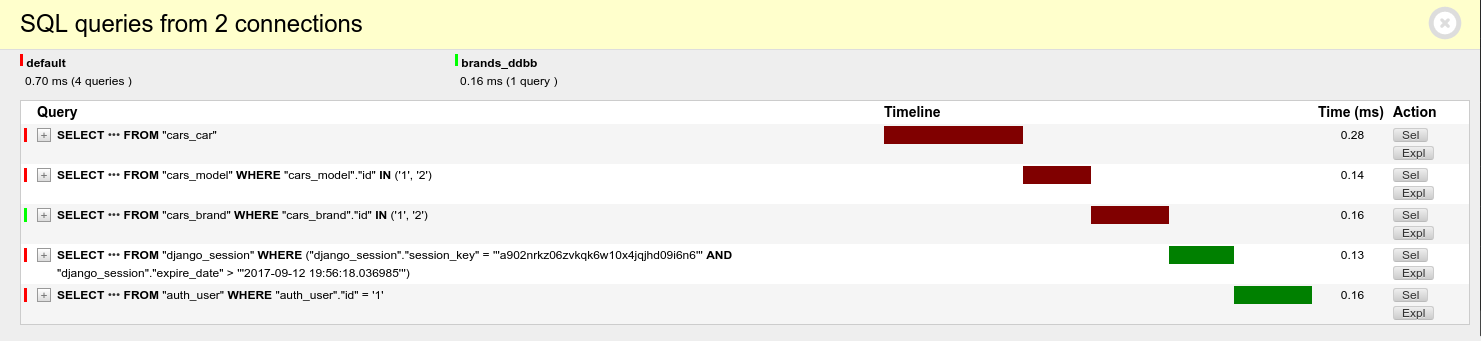 SQL queries from 2 connections
default
0.70 ms (4 queries )
brands_ddbb
0.16 ms (1 query )
Query Timeline Time (ms) Action
+ SELECT ••• FROM "cars_car" 0.28 Sel
Expl
+ SELECT ••• FROM "cars_model" WHERE "cars_model"."id" IN ('1', '2') 0.14 Sel
Expl
+ SELECT ••• FROM "cars_brand" WHERE "cars_brand"."id" IN ('1', '2') 0.16 Sel
Expl
+ SELECT ••• FROM "django_session" WHERE ("django_session"."session_key" = '''a902nrkz06zvkqk6w10x4jqjhd09i6n6''' AND 0.13 Sel
"django_session"."expire_date" > '''2017-09-12 19:56:18.036985''') Expl
+ SELECT ••• FROM "auth_user" WHERE "auth_user"."id" = '1' 0.16 Sel
Expl